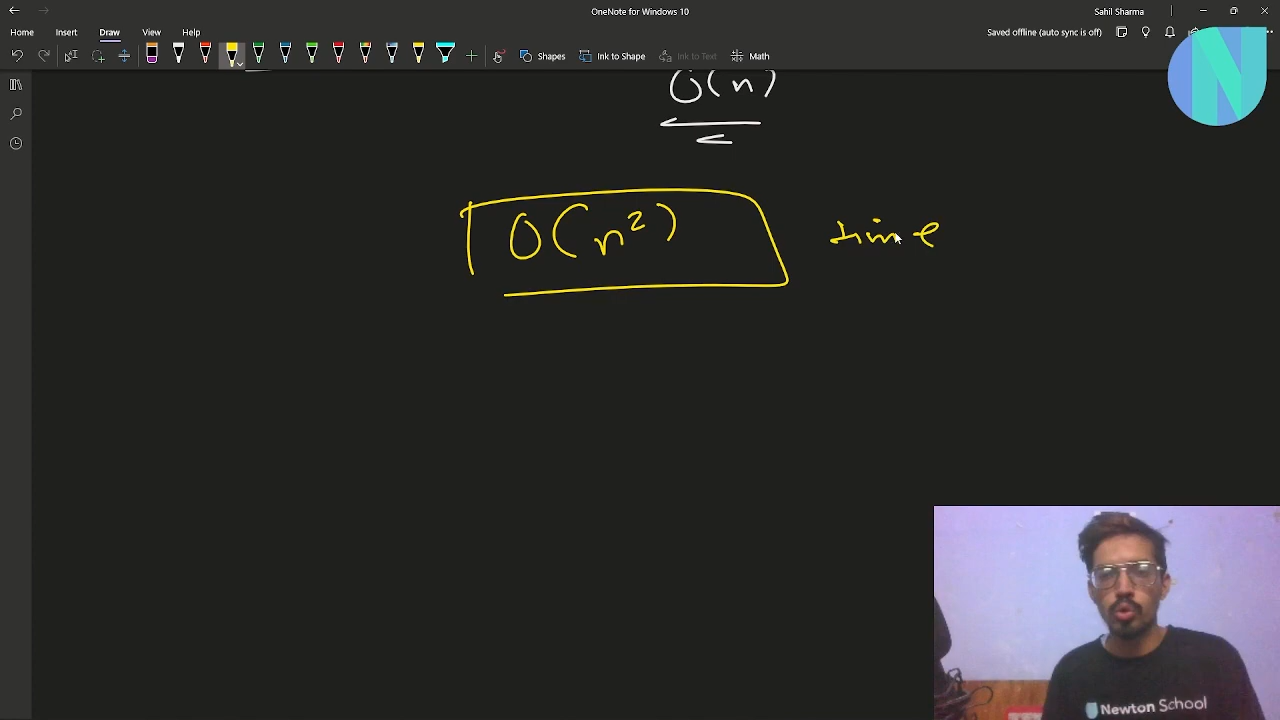 OneNote for Windows 10
Sahil Sharma
Home Insert Draw View Help
Saved offline (auto sync is off)
Shapes Ink to Shape Ink to Text Math
O(n)
O(n²) time
Newton School